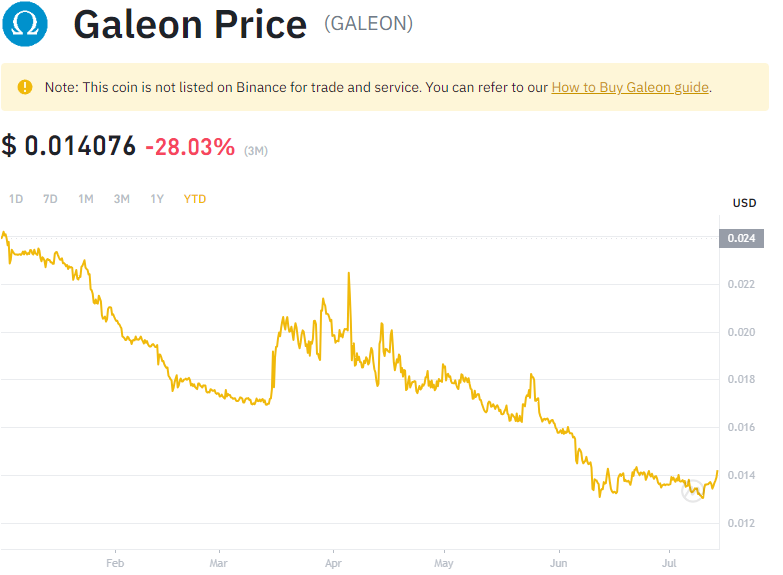 Galeon Price (GALEON)
Note: This coin is not listed on Binance for trade and service. You can refer to our How to Buy Galeon guide.
$ 0.014076 -28.03% (3M)
1D 7D 1M 3M 1Y YTD
USD
0.024
0.022
0.020
0.018
0.016
0.014
0.012
Feb Mar Apr May Jun Jul